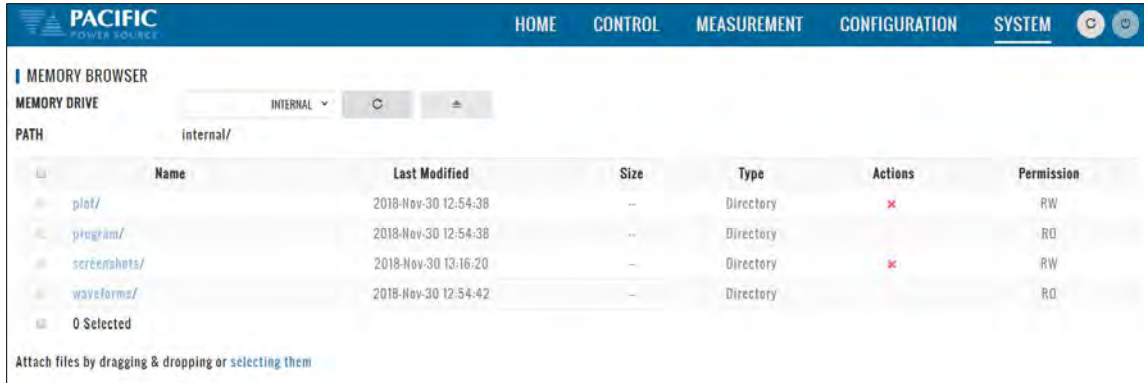 PACIFIC
POWER SOURCE
HOME CONTROL MEASUREMENT CONFIGURATION SYSTEM
MEMORY BROWSER
MEMORY DRIVE INTERNAL
PATH internal/
Name Last Modified Size Type Actions Permission
plot/ 2018-Nov-30 12:54:38 -- Directory RW
program/ 2018-Nov-30 12:54:38 -- Directory RO
screenshots/ 2018-Nov-30 13:16:20 -- Directory RW
waveforms/ 2018-Nov-30 12:54:42 -- Directory RO
0 Selected
Attach files by dragging & dropping or selecting them